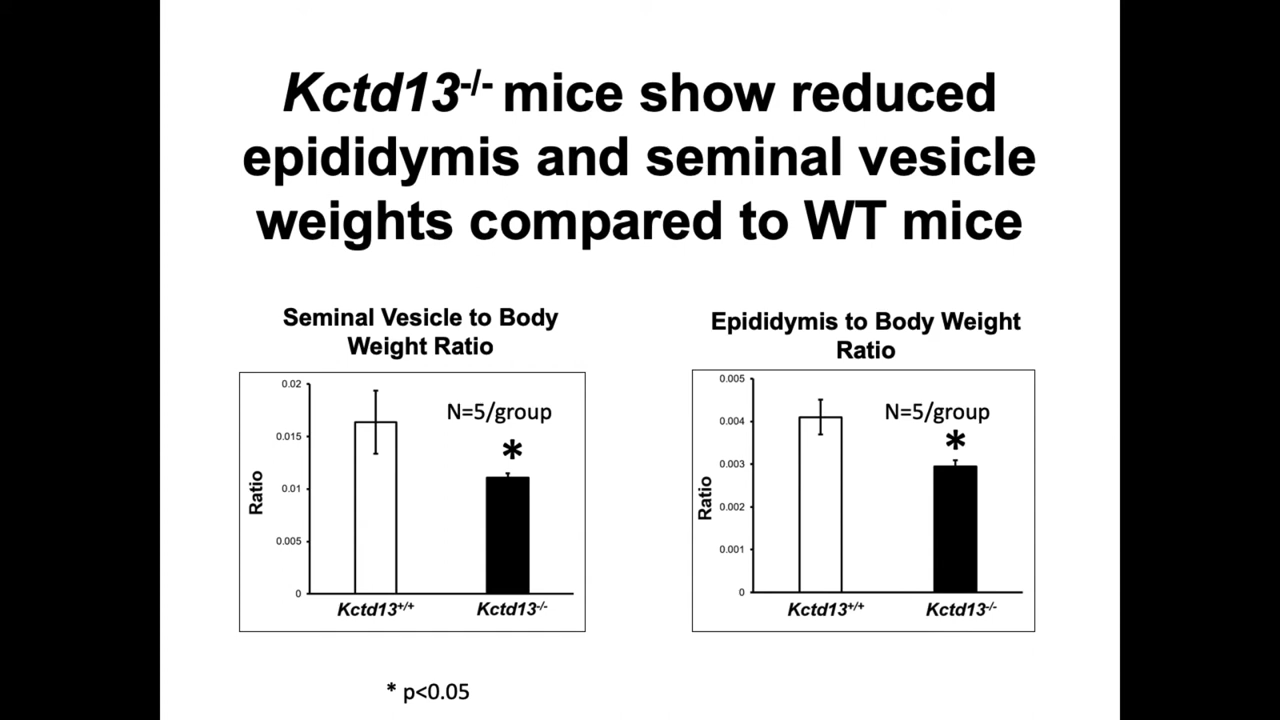 Kctd13-/- mice show reduced
epididymis and seminal vesicle
weights compared to WT mice
Seminal Vesicle to Body
Weight Ratio
0.02
0.015
0.01
0.005
0
Ratio
N=5/group
*
Kctd13+/+
Kctd13-/-
Epididymis to Body Weight
Ratio
0.005
0.004
0.003
0.002
0.001
0
Ratio
N=5/group
*
Kctd13+/+
Kctd13-/-
* p<0.05